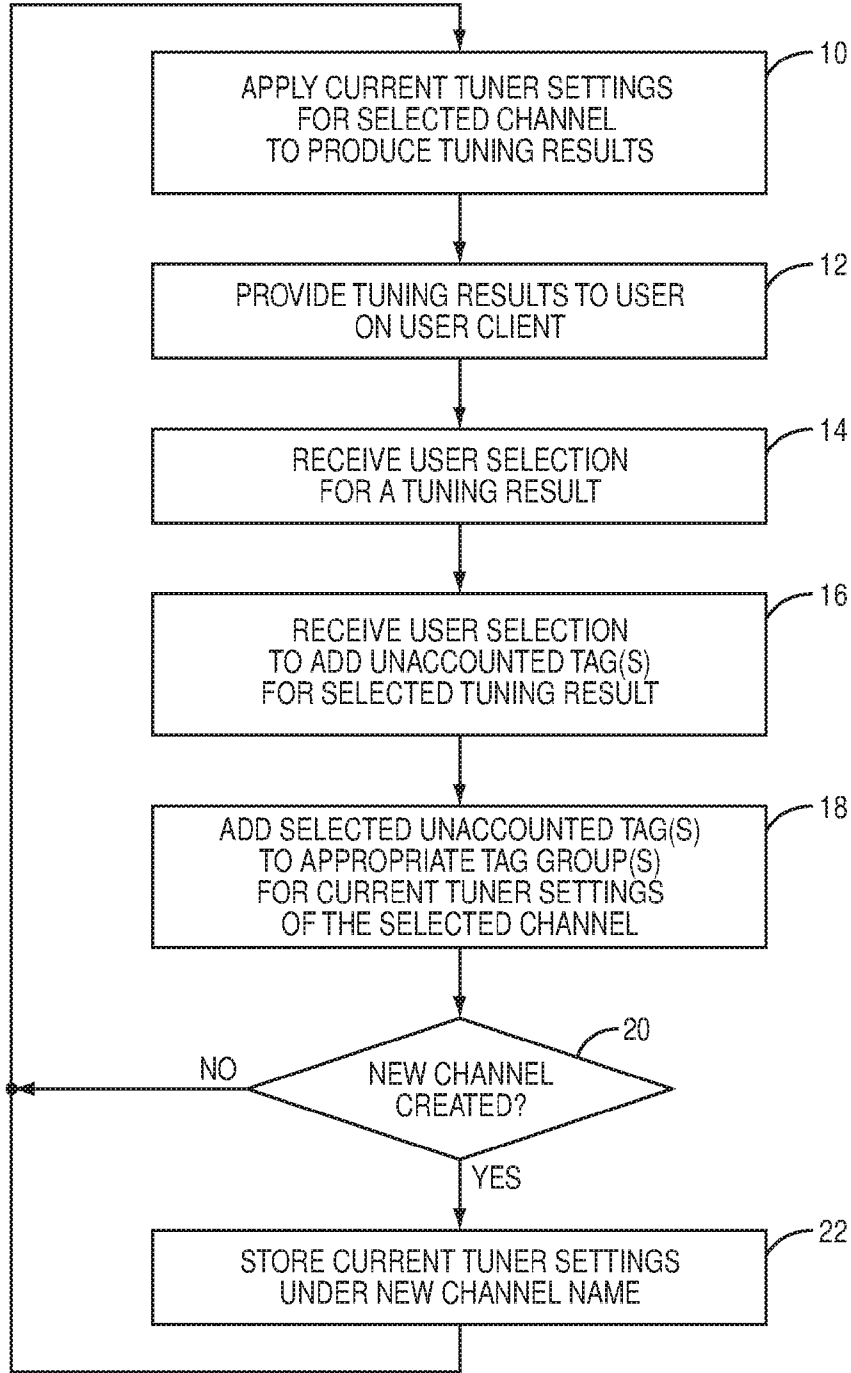 10
APPLY CURRENT TUNER SETTINGS
FOR SELECTED CHANNEL
TO PRODUCE TUNING RESULTS
12
PROVIDE TUNING RESULTS TO USER
ON USER CLIENT
14
RECEIVE USER SELECTION
FOR A TUNING RESULT
16
RECEIVE USER SELECTION
TO ADD UNACCOUNTED TAG(S)
FOR SELECTED TUNING RESULT
18
ADD SELECTED UNACCOUNTED TAG(S)
TO APPROPRIATE TAG GROUP(S)
FOR CURRENT TUNER SETTINGS
OF THE SELECTED CHANNEL
20
NO
NEW CHANNEL
CREATED?
YES
22
STORE CURRENT TUNER SETTINGS
UNDER NEW CHANNEL NAME